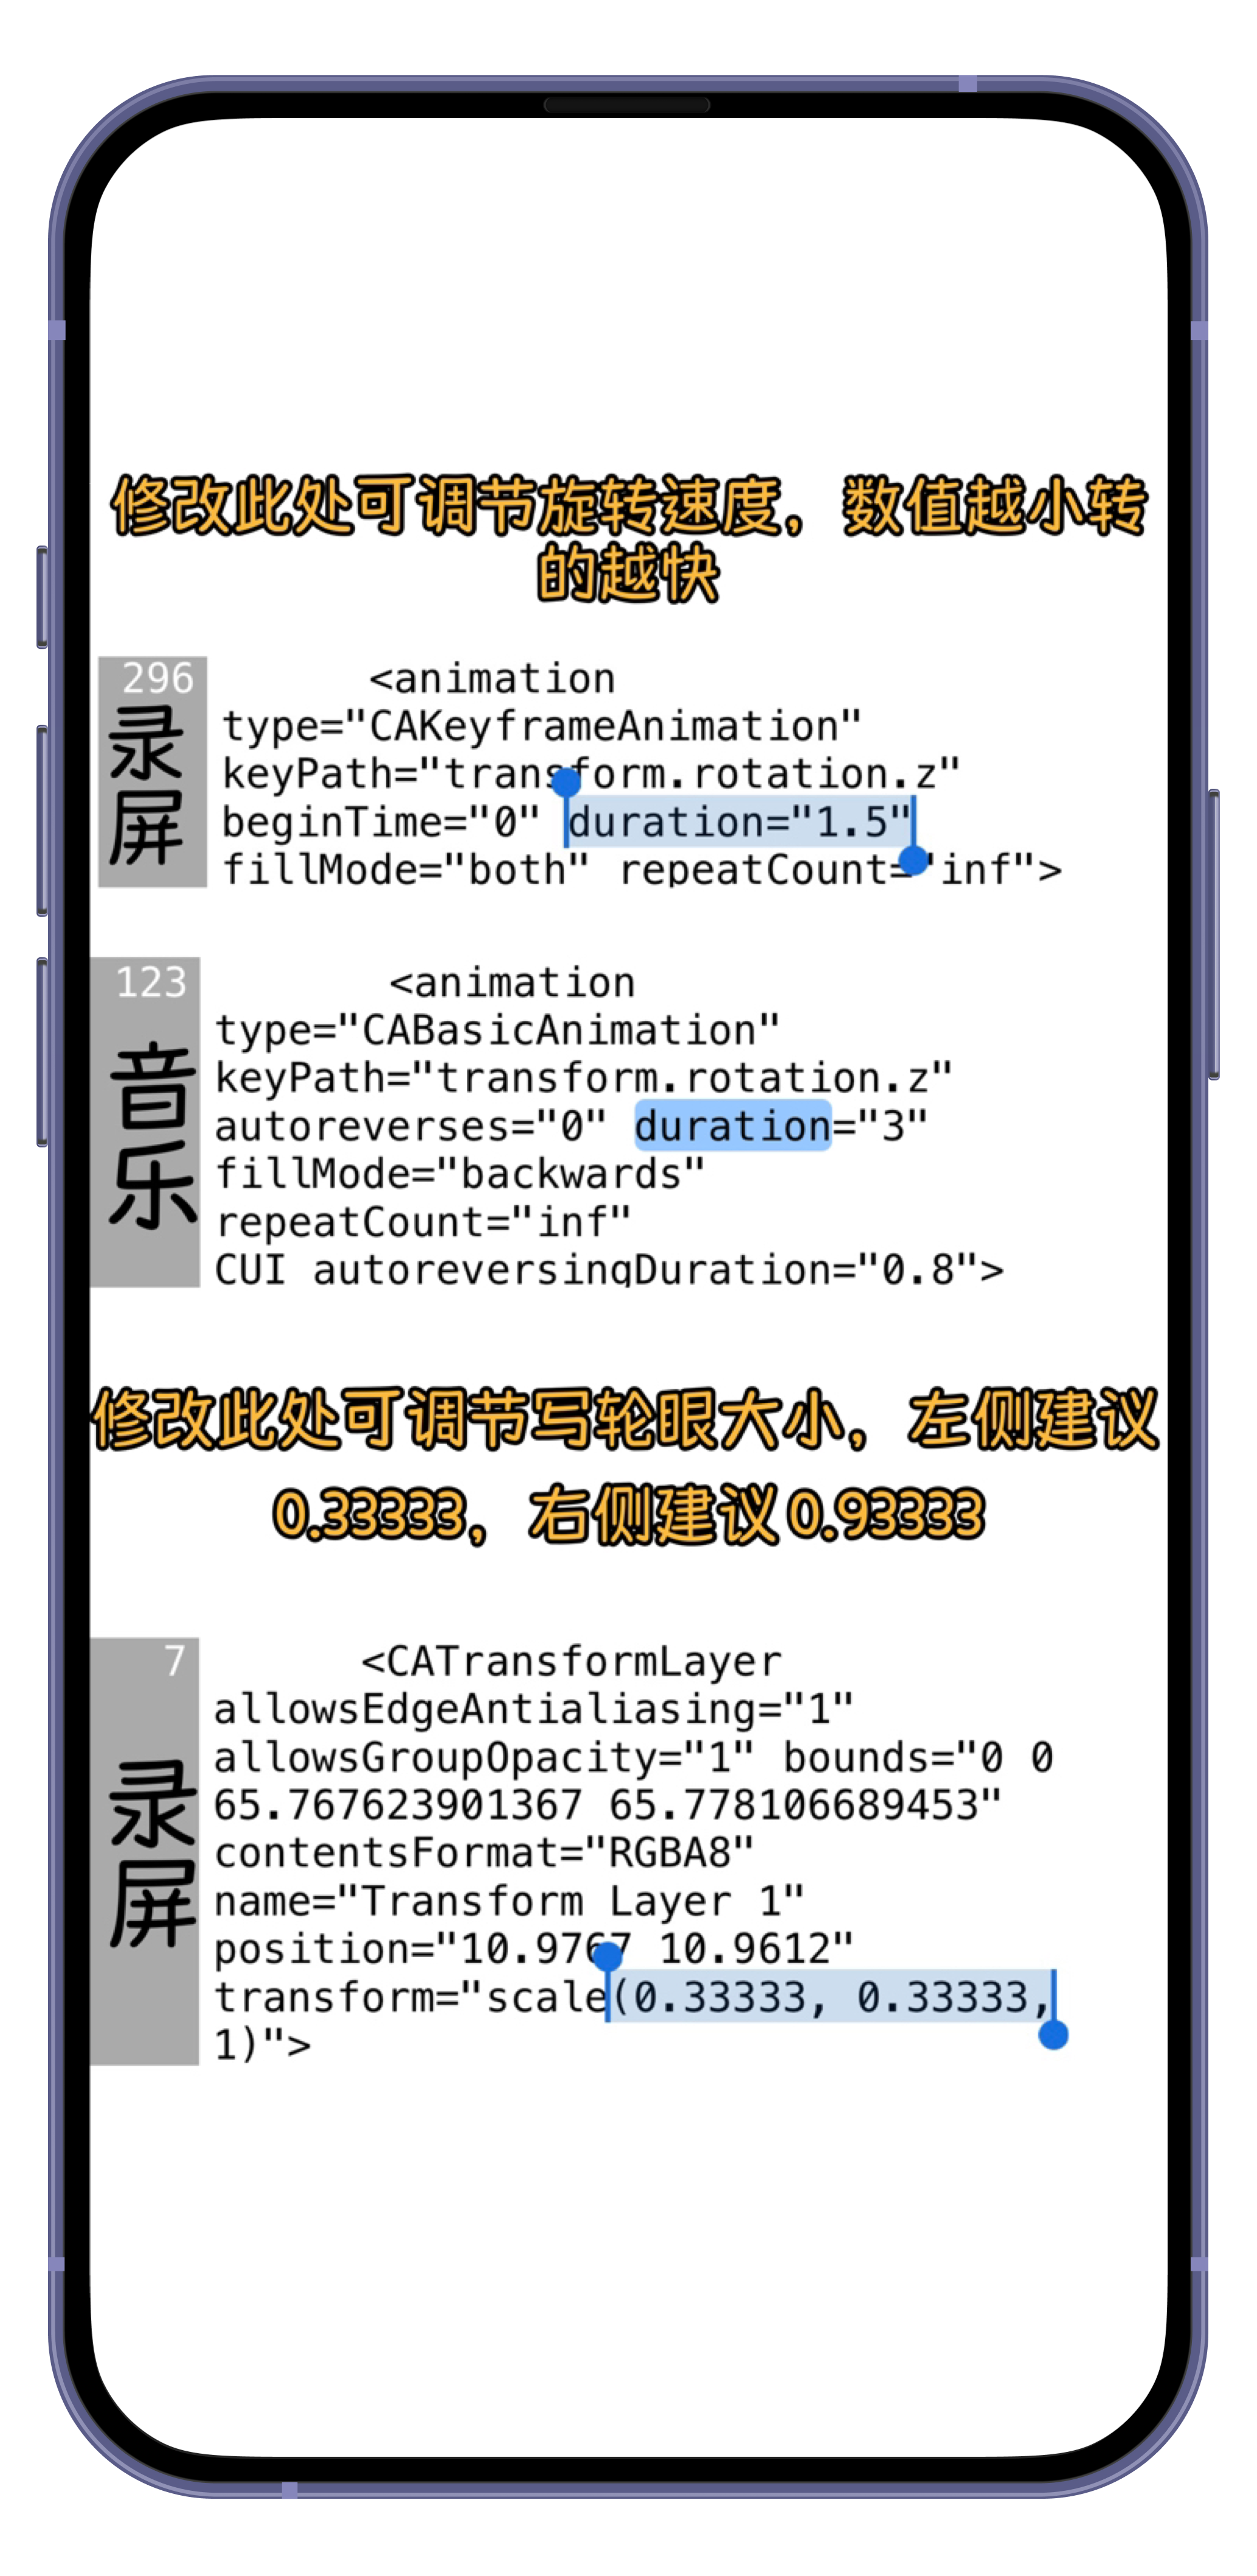 修改此处可调节旋转速度，数值越小转
的越快
296 <animation
录屏
type="CAKeyframeAnimation"
keyPath="transform.rotation.z"
beginTime="0" duration="1.5"
fillMode="both" repeatCount="inf">
123 <animation
音乐
type="CABasicAnimation"
keyPath="transform.rotation.z"
autoreverses="0" duration="3"
fillMode="backwards"
repeatCount="inf"
CUI autoreversingDuration="0.8">
修改此处可调节写轮眼大小，左侧建议
0.33333，右侧建议0.93333
7 <CATransformLayer
录屏
allowsEdgeAntialiasing="1"
allowsGroupOpacity="1" bounds="0 0
65.767623901367 65.778106689453"
contentsFormat="RGBA8"
name="Transform Layer 1"
position="10.9767 10.9612"
transform="scale(0.33333, 0.33333,
1)">